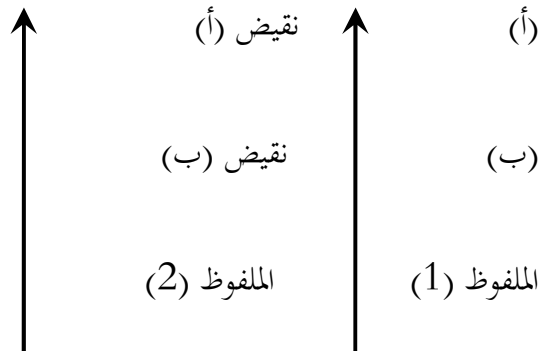 (أ) نقيض (أ)
(ب) نقيض (ب)
الملفوظ (1) الملفوظ (2)